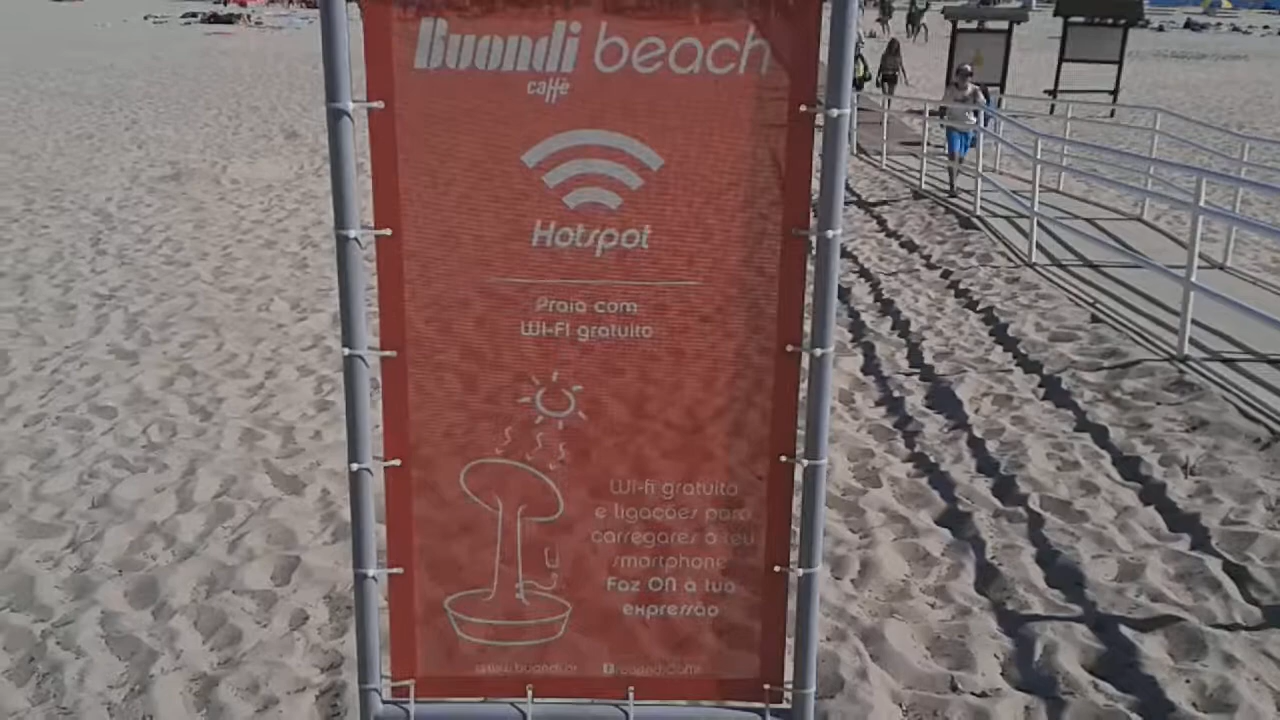 Buondi beach
caffè
Hotspot
Praia com
WI-FI gratuito
Wi-fi gratuito
e ligações para
carregares o teu
smartphone
Faz ON à tua
expressão